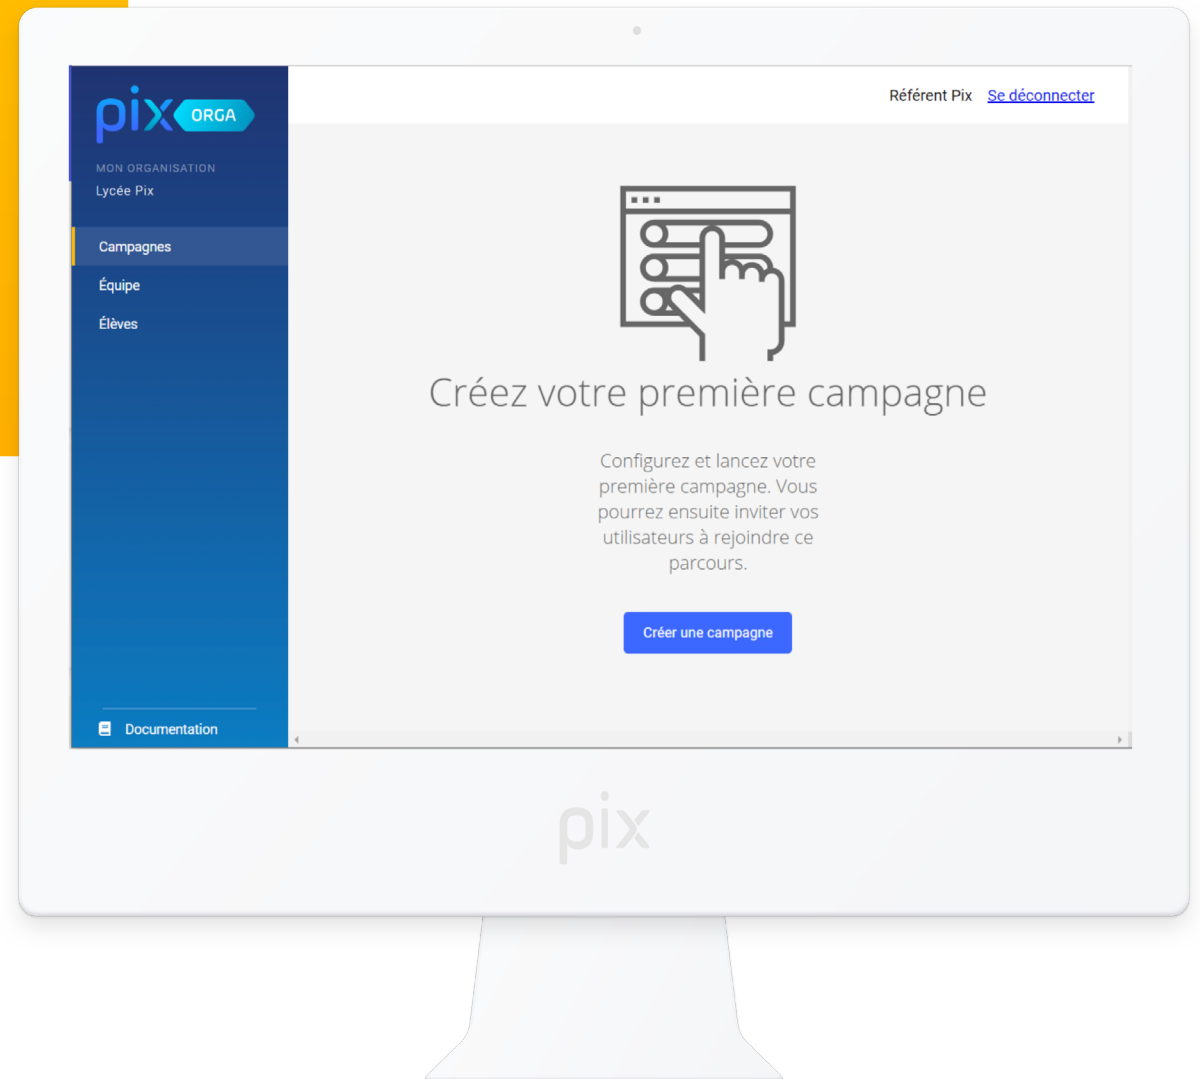 pix ORGA
MON ORGANISATION
Lycée Pix
Campagnes
Équipe
Élèves
Documentation
Référent Pix Se déconnecter
Créez votre première campagne
Configurez et lancez votre
première campagne. Vous
pourrez ensuite inviter vos
utilisateurs à rejoindre ce
parcours.
Créer une campagne
pix